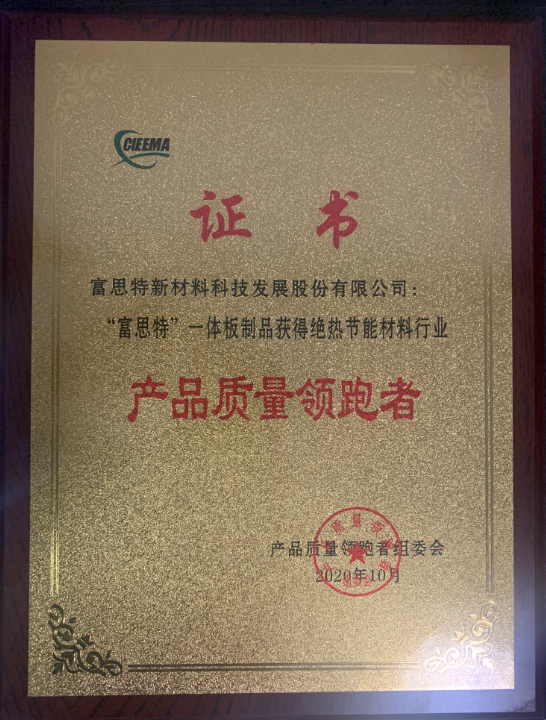 CIEEMA
证 书
富思特新材料科技发展股份有限公司：
“富思特”一体板制品获得绝热节能材料行业
产品质量领跑者
产品质量领跑者组委会
2020年10月